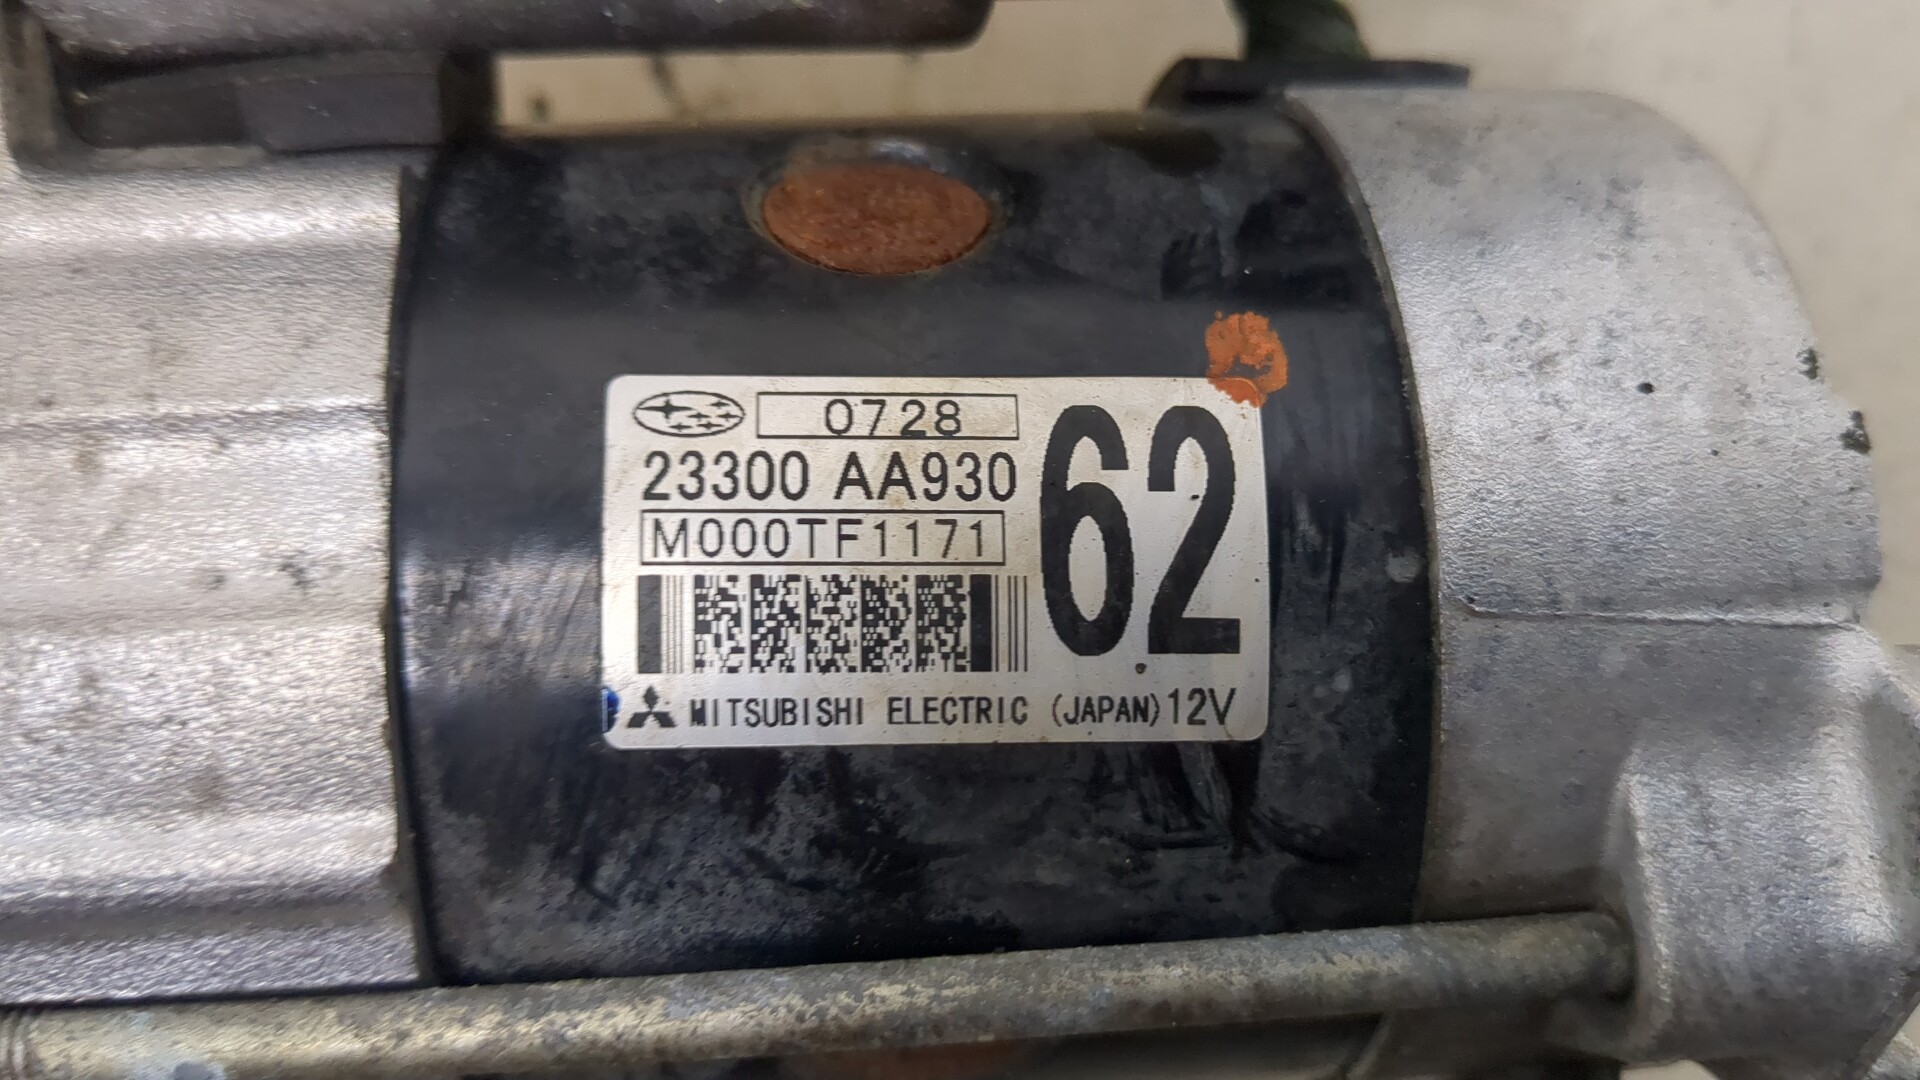 0728
23300 AA930
62
M000TF1171
MITSUBISHI ELECTRIC (JAPAN) 12V